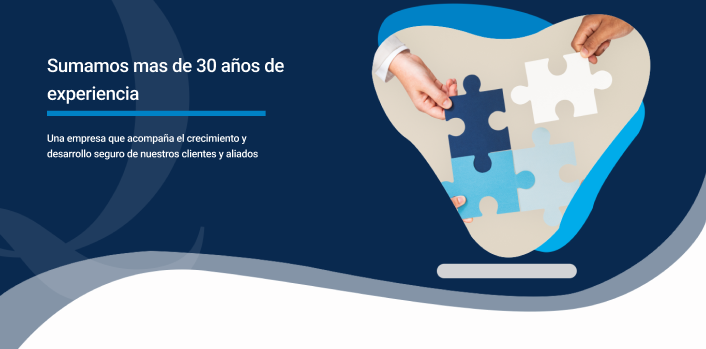 Sumamos mas de 30 años de
experiencia
Una empresa que acompaña el crecimiento y
desarrollo seguro de nuestros clientes y aliados